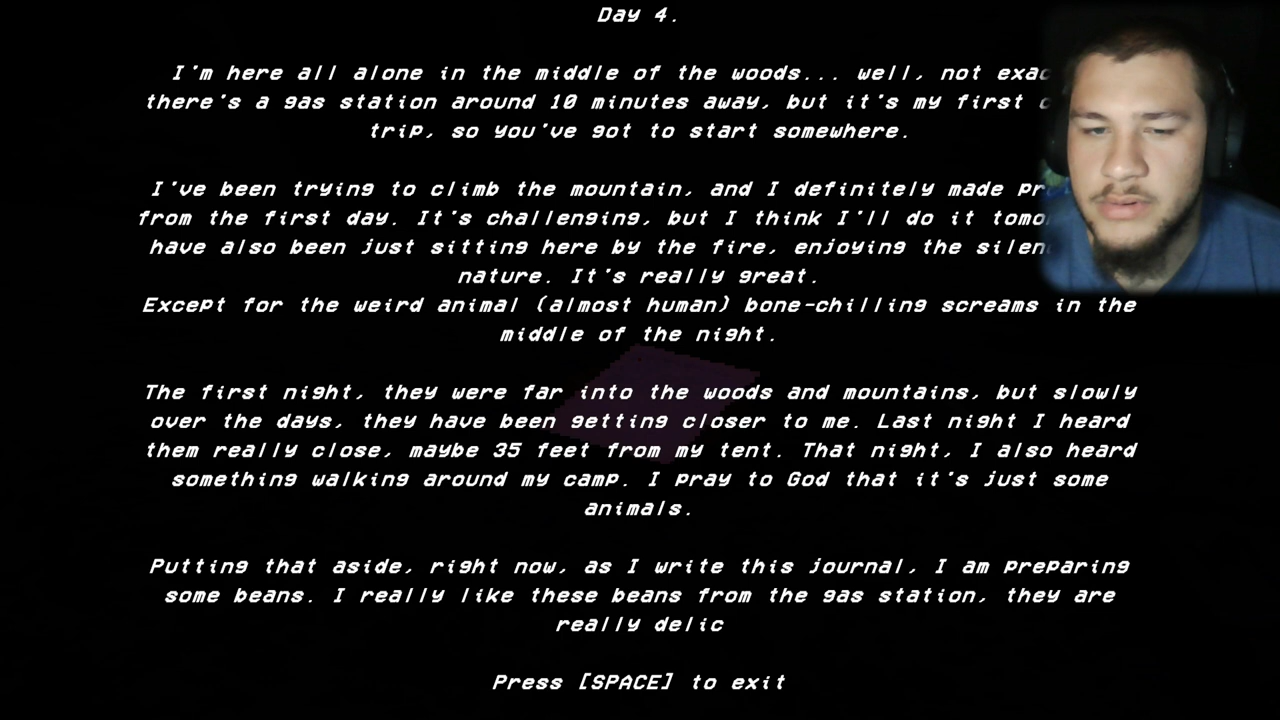 Day 4.
I'm here all alone in the middle of the woods... well, not
there's a gas station around 10 minutes away, but it's my first
trip, so you've got to start somewhere.
I've been trying to climb the mountain, and I definitely made
from the first day. It's challenging, but I think I'll do it
have also been just sitting here by the fire, enjoying the
nature. It's really great.
Except for the weird animal (almost human) bone-chilling screams in the
middle of the night.
The first night, they were far into the woods and mountains, but slowly
over the days, they have been getting closer to me. Last night I heard
them really close, maybe 35 feet from my tent. That night, I also heard
something walking around my camp. I pray to God that it's just some
animals.
Putting that aside, right now, as I write this journal, I am preparing
some beans. I really like these beans from the gas station, they are
really delic
Press [SPACE] to exit